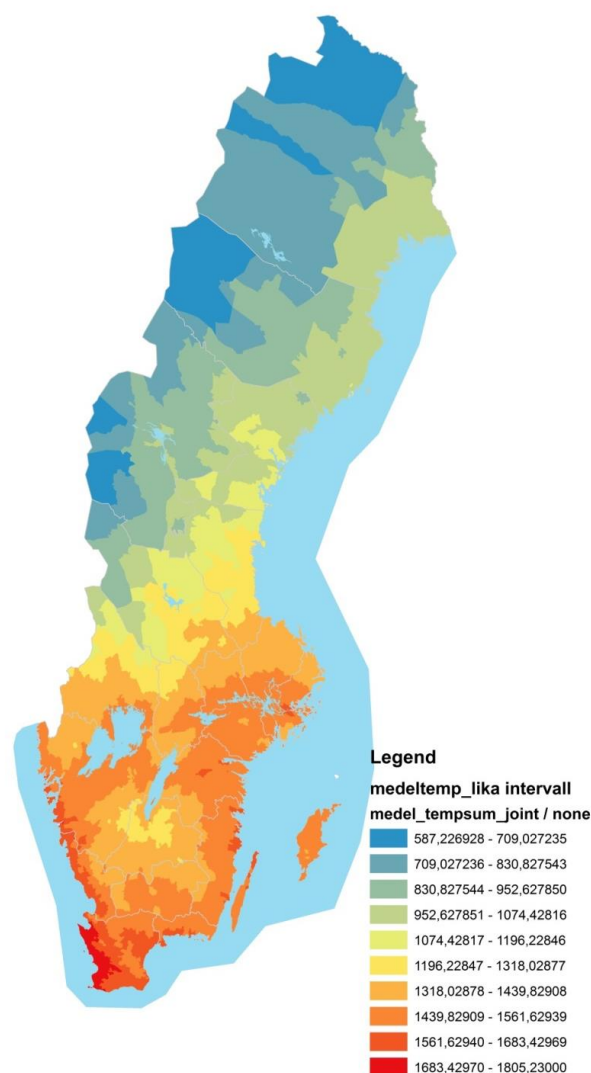 Legend
medeltemp_lika intervall
medel_tempsum_joint / none
587,226928 - 709,027235
709,027236 - 830,827543
830,827544 - 952,627850
952,627851 - 1074,42816
1074,42817 - 1196,22846
1196,22847 - 1318,02877
1318,02878 - 1439,82908
1439,82909 - 1561,62939
1561,62940 - 1683,42969
1683,42970 - 1805,23000